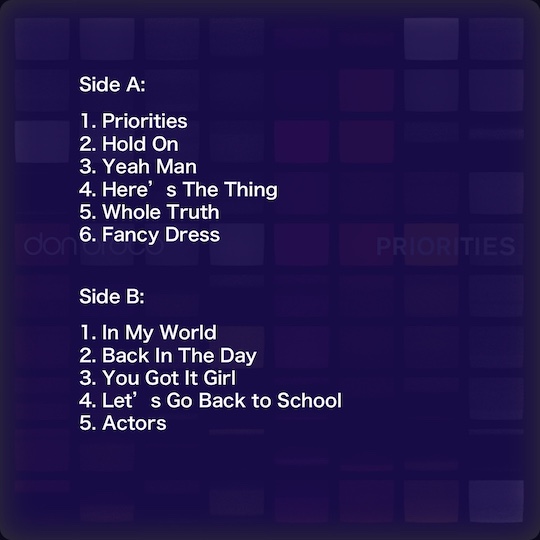 Side A:
1. Priorities
2. Hold On
3. Yeah Man
4. Here’s The Thing
5. Whole Truth
6. Fancy Dress
don broco PRIORITIES
Side B:
1. In My World
2. Back In The Day
3. You Got It Girl
4. Let’s Go Back to School
5. Actors